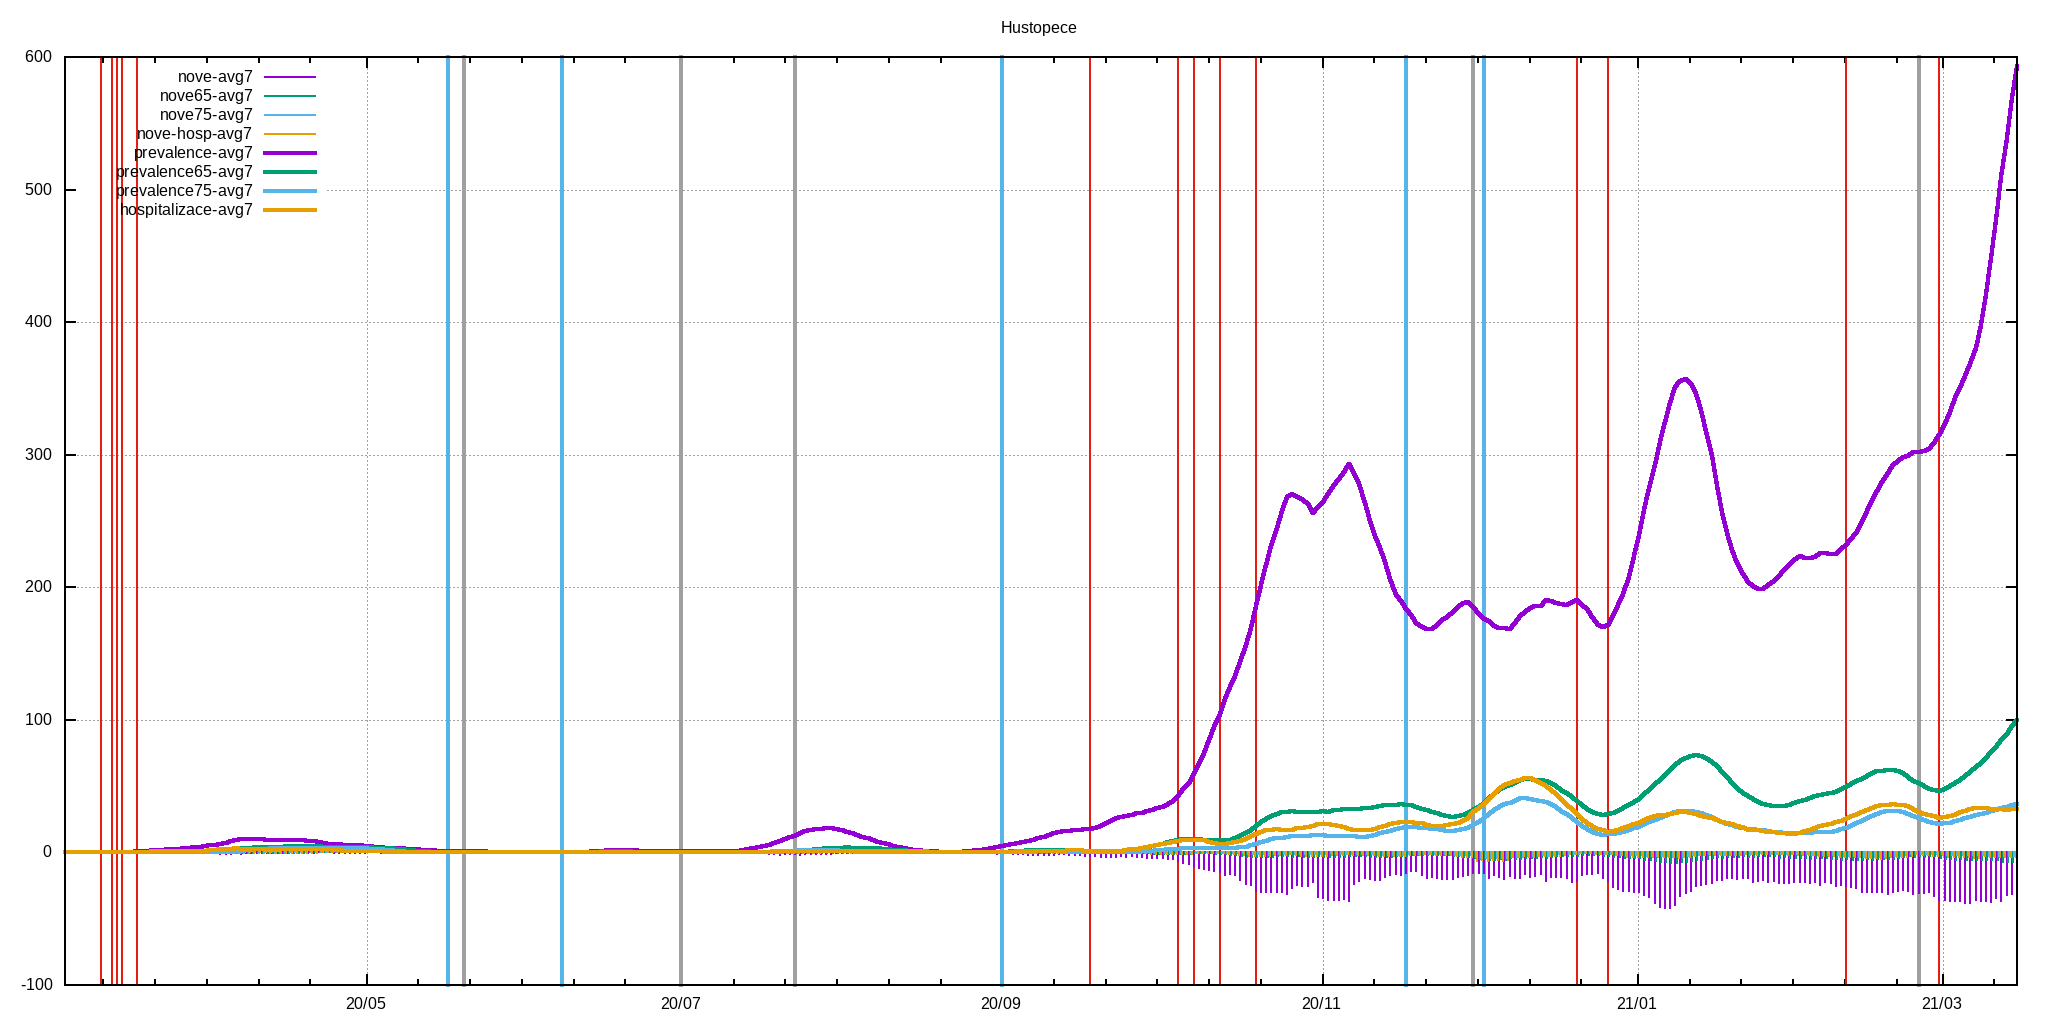 Hustopece
600
nove-avg7
nove65-avg7
nove75-avg7
nove-hosp-avg7
prevalence-avg7
prevalence65-avg7
500
prevalence75-avg7
hospitalizace-avg7
400
300
200
100
0
-100
20/05
20/07
20/09
20/11
21/01
21/03